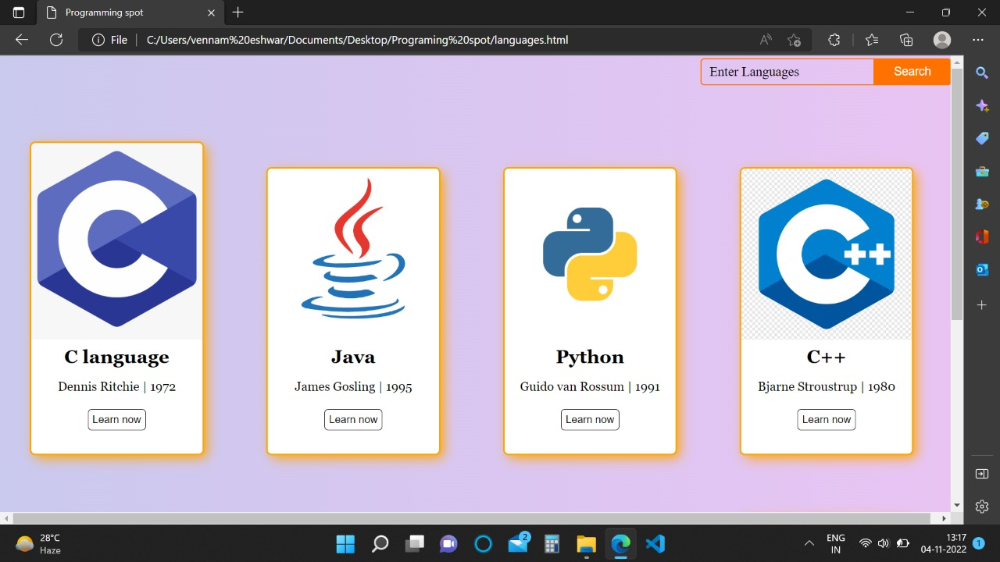 Programming spot
File
C:/Users/vennam%20eshwar/Documents/Desktop/Programing%20spot/languages.html
Enter Languages
Search
C language
Dennis Ritchie | 1972
Learn now
Java
James Gosling | 1995
Learn now
Python
Guido van Rossum | 1991
Learn now
C++
Bjarne Stroustrup | 1980
Learn now
28°C
Haze
2
ENG
IN
13:17
04-11-2022
1